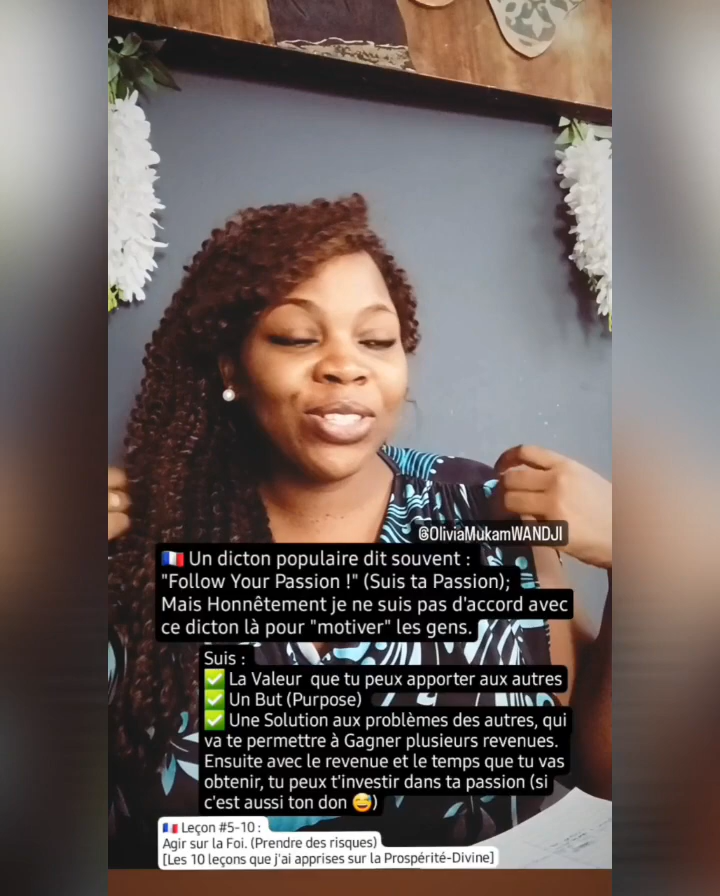 @OliviaMukamWANDJI
🇫🇷 Un dicton populaire dit souvent :
"Follow Your Passion !" (Suis ta Passion);
Mais Honnêtement je ne suis pas d'accord avec
ce dicton là pour "motiver" les gens.
Suis :
✅ La Valeur que tu peux apporter aux autres
✅ Un But (Purpose)
✅ Une Solution aux problèmes des autres, qui
va te permettre à Gagner plusieurs revenues.
Ensuite avec le revenue et le temps que tu vas
obtenir, tu peux t'investir dans ta passion (si
c'est aussi ton don 😅)
🇫🇷 Leçon #5-10 :
Agir sur la Foi. (Prendre des risques)
[Les 10 leçons que j'ai apprises sur la Prospérité-Divine]